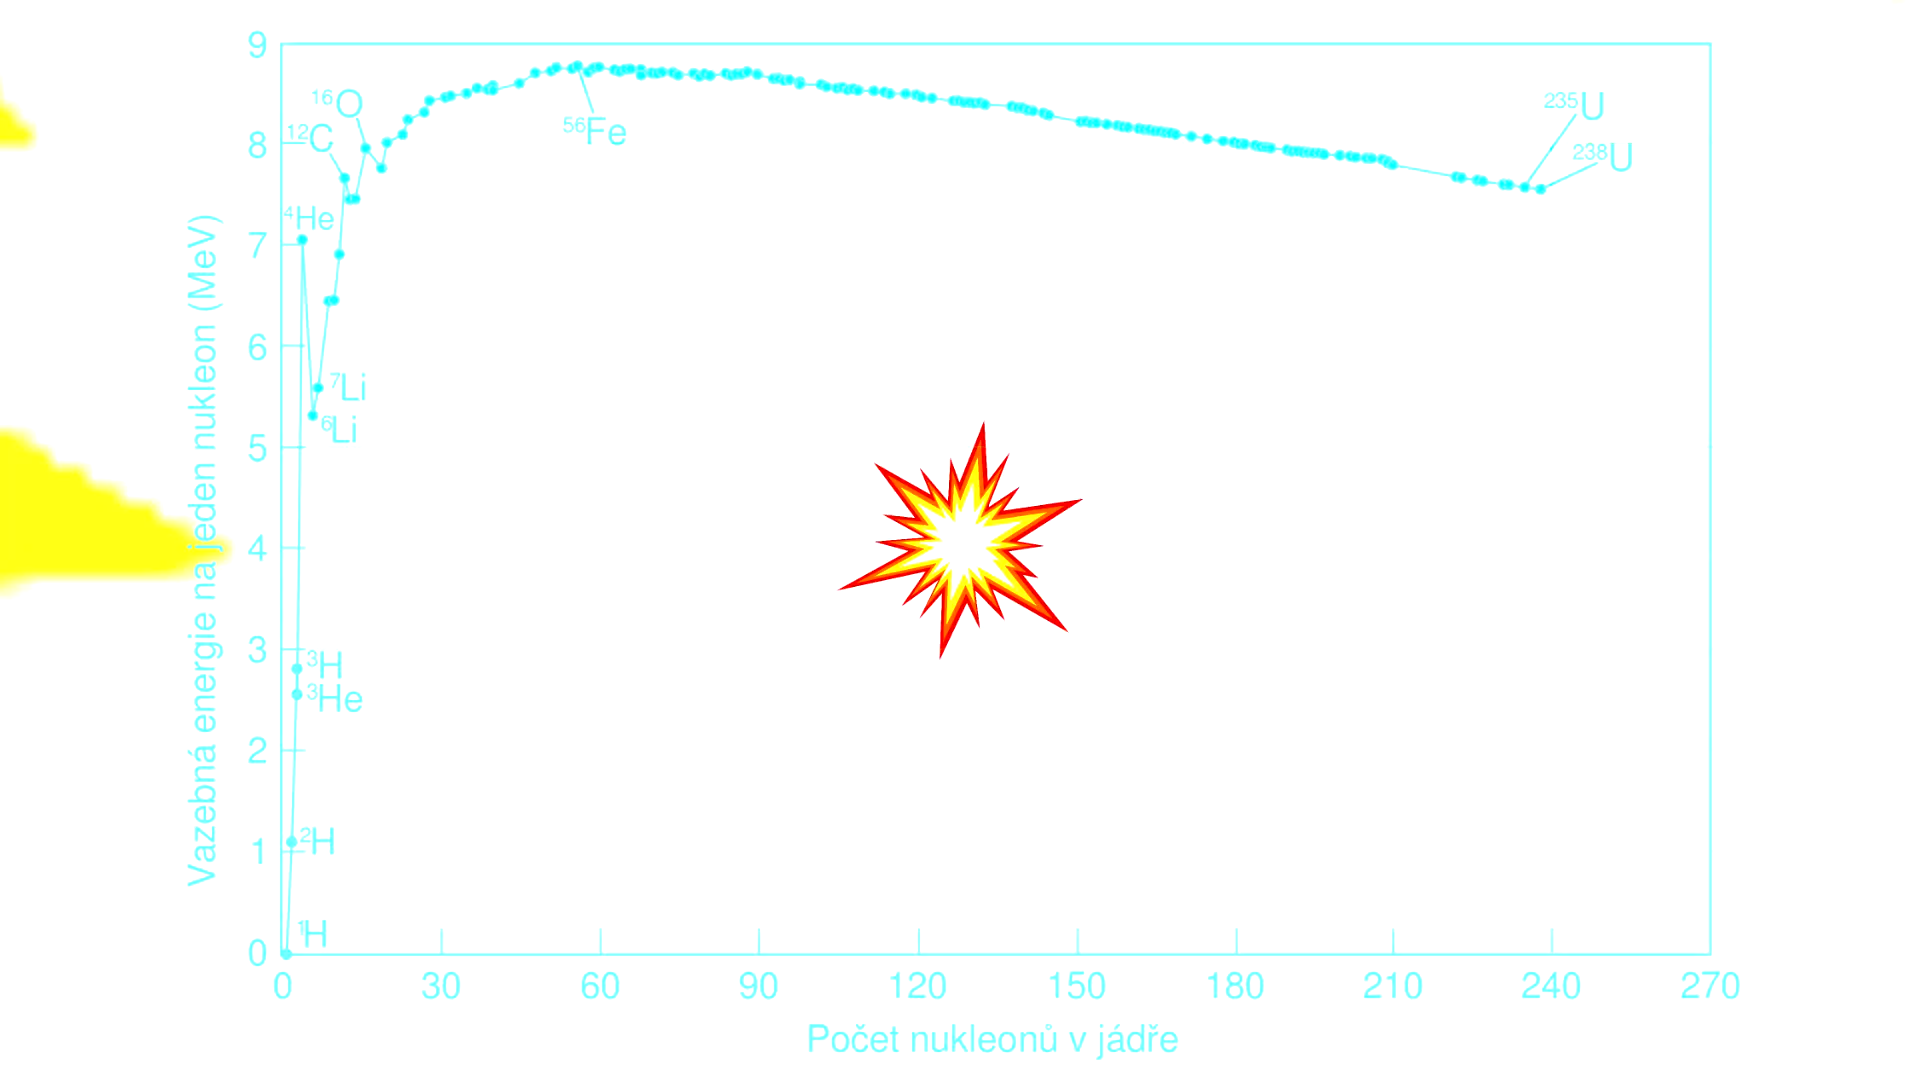 9
¹⁶O
²³⁵U
¹²C
⁵⁶Fe
8
²³⁸U
⁴He
7
6
⁷Li
⁶Li
5
4
3
³H
³He
2
²H
1
¹H
0
Vazebná energie na jeden nukleon (MeV)
0 30 60 90 120 150 180 210 240 270
Počet nukleonů v jádře